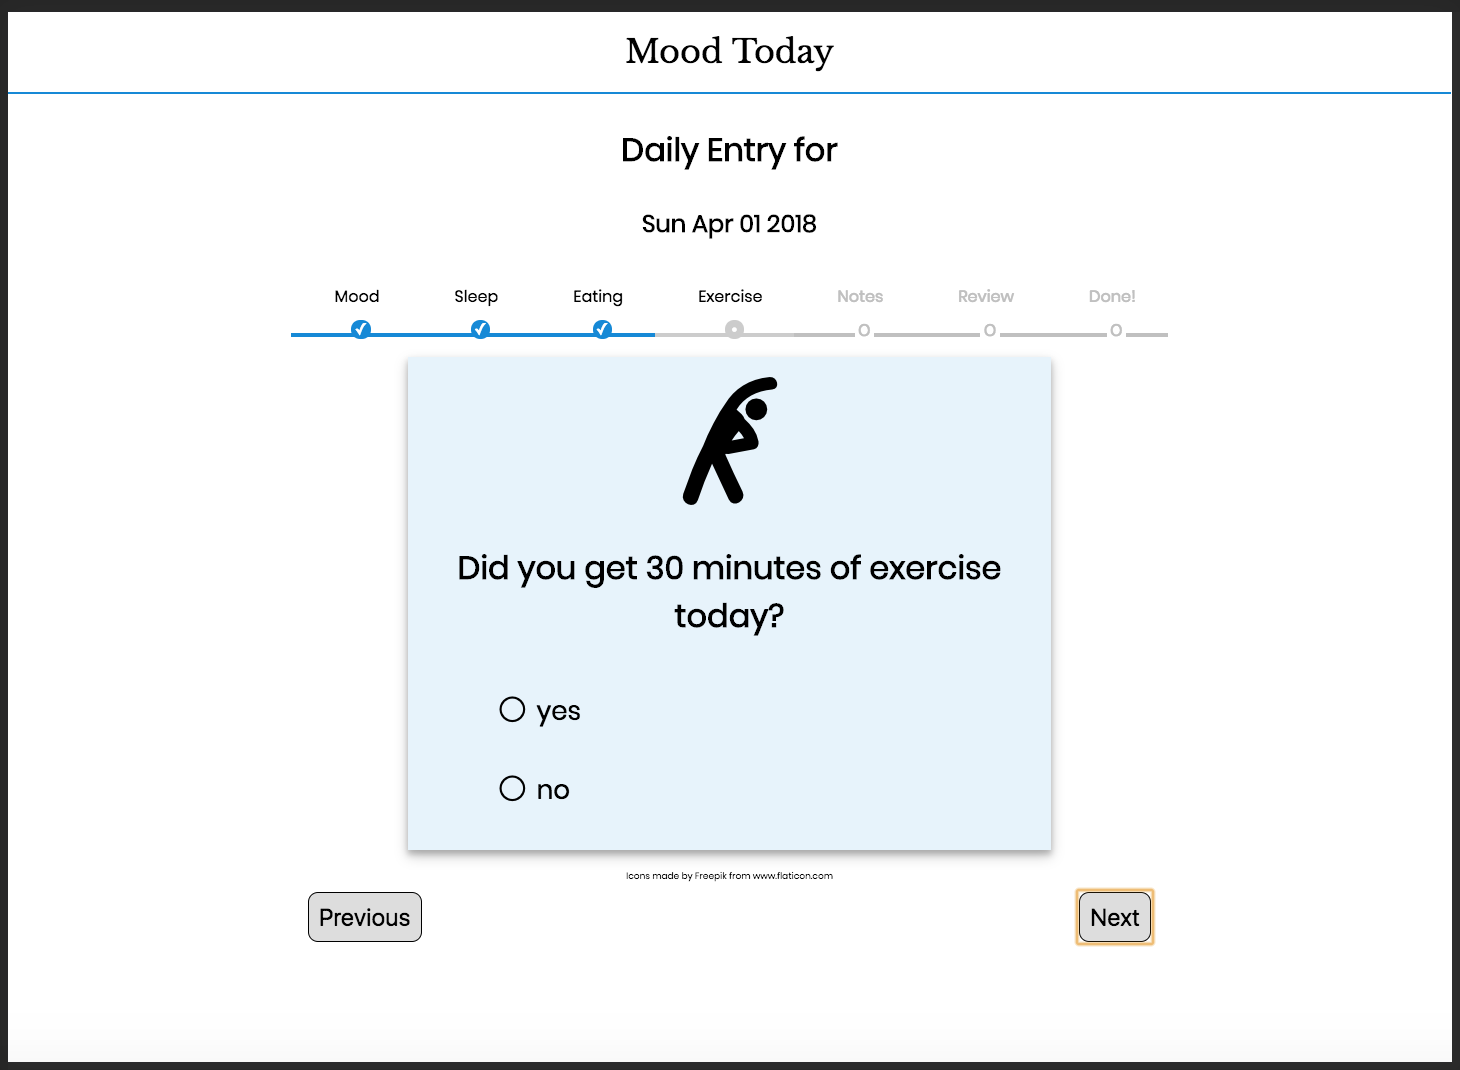 Mood Today
Daily Entry for
Sun Apr 01 2018
Mood Sleep Eating Exercise Notes Review Done!
Did you get 30 minutes of exercise
today?
yes
no
Icons made by Freepik from www.flaticon.com
Previous Next